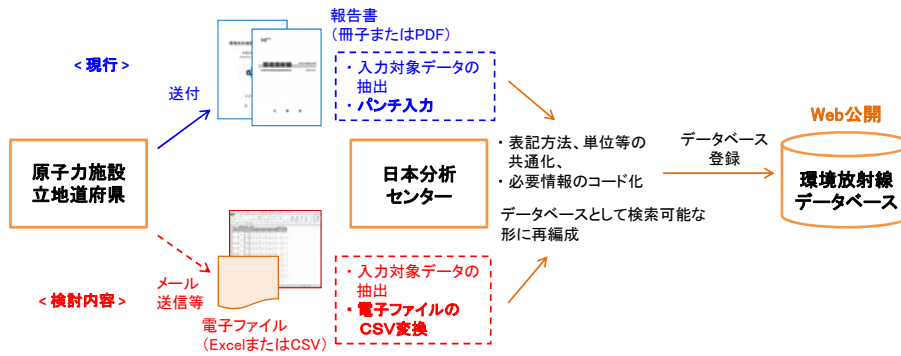 報告書
（冊子またはPDF）
＜現行＞
送付
・入力対象データの
抽出
・パンチ入力
原子力施設
立地道府県
日本分析
センター
・表記方法、単位等の
共通化、
・必要情報のコード化
データベースとして検索可能な
形に再編成
データベース
登録
Web公開
環境放射線
データベース
＜検討内容＞
メール
送信等
電子ファイル
（ExcelまたはCSV）
・入力対象データの
抽出
・電子ファイルの
CSV変換